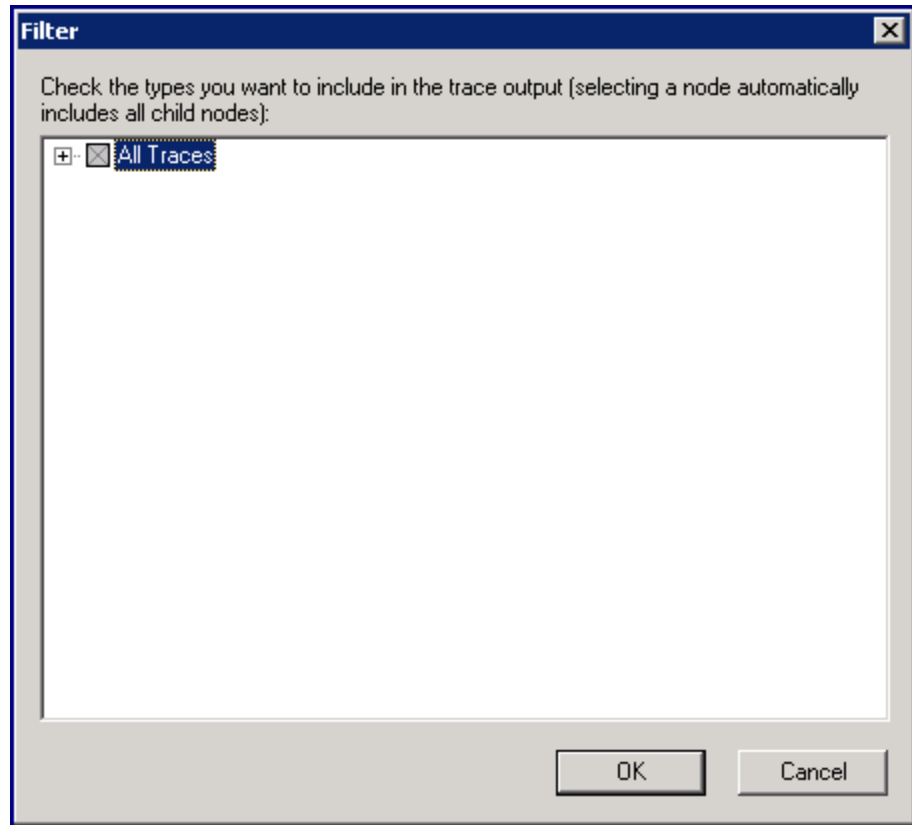 Filter
Check the types you want to include in the trace output (selecting a node automatically
includes all child nodes):
All Traces
OK
Cancel